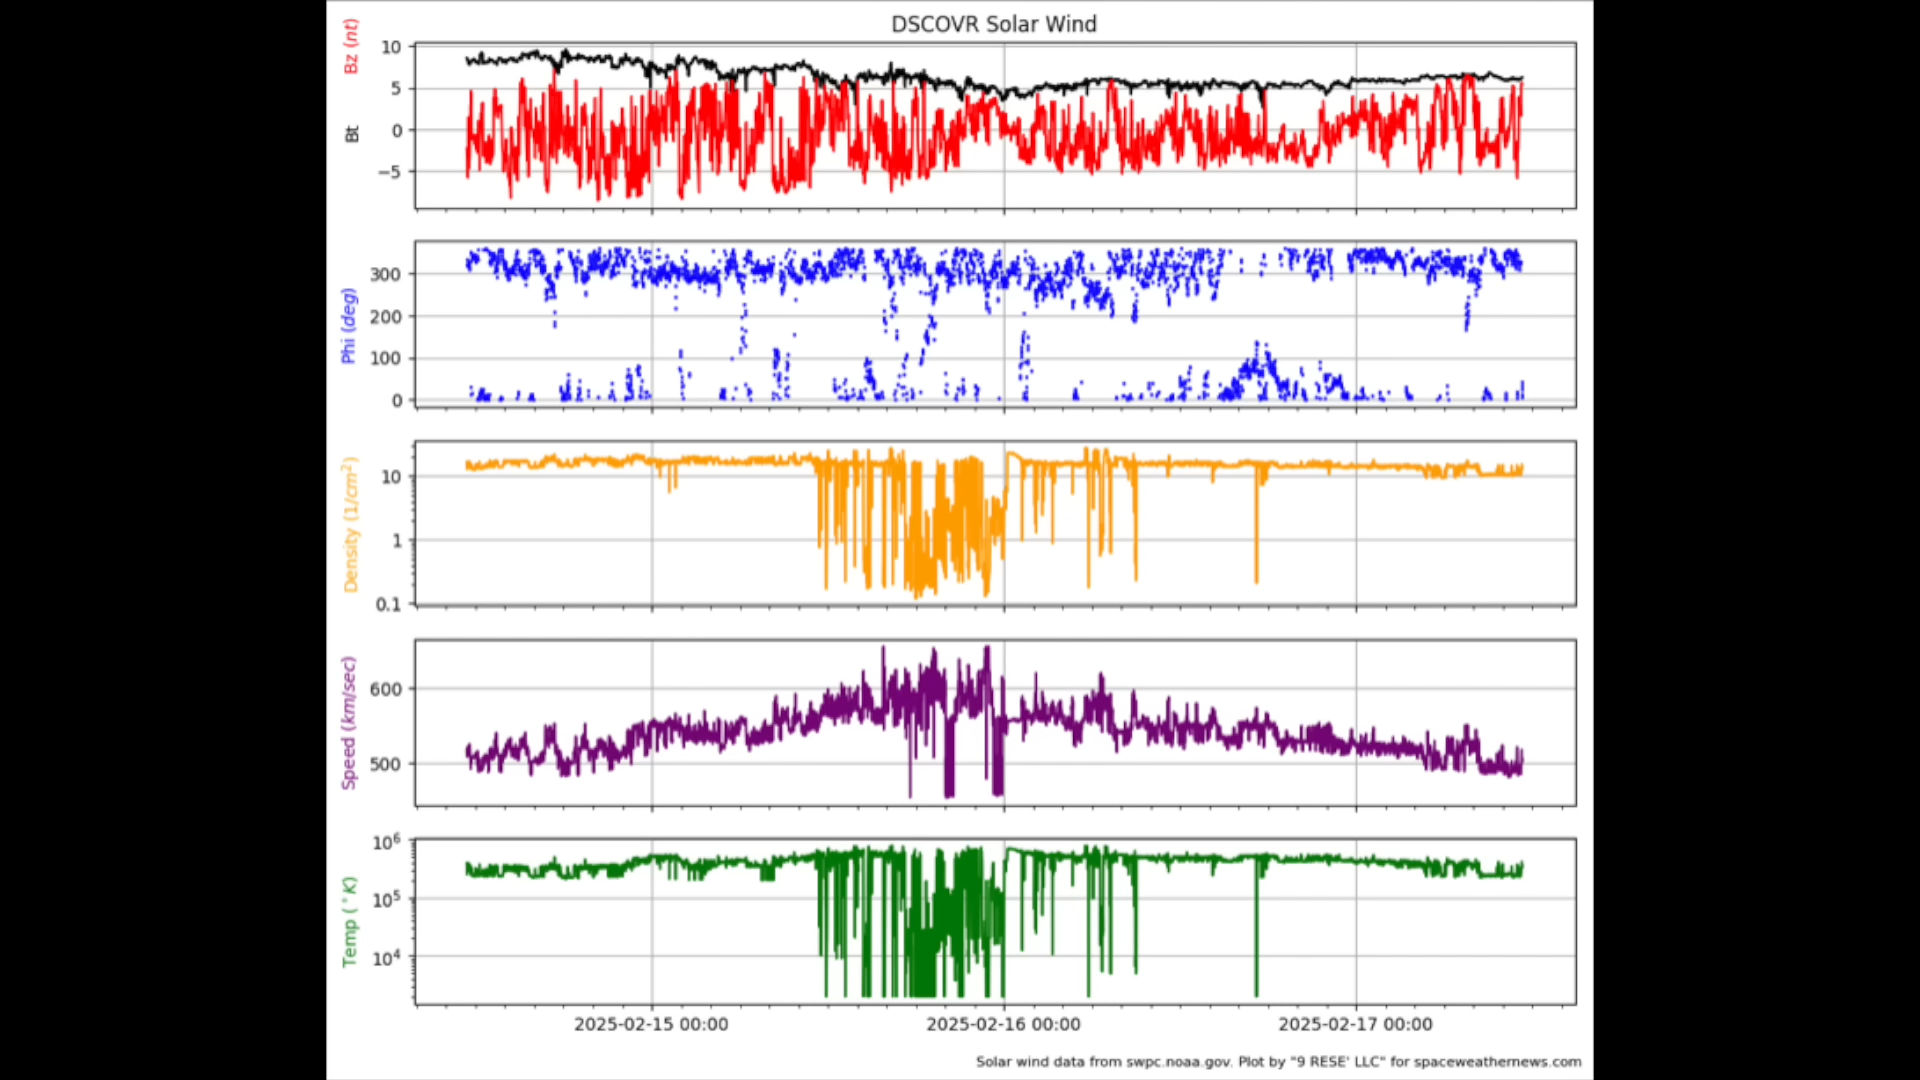 DSCOVR Solar Wind
Bz (nt)
Bt
10
5
0
−5
Phi (deg)
300
200
100
0
Density (1/cm²)
10
1
0.1
Speed (km/sec)
600
500
Temp (°K)
10⁶
10⁵
10⁴
2025-02-15 00:00
2025-02-16 00:00
2025-02-17 00:00
Solar wind data from swpc.noaa.gov. Plot by "9 RESE' LLC" for spaceweathernews.com